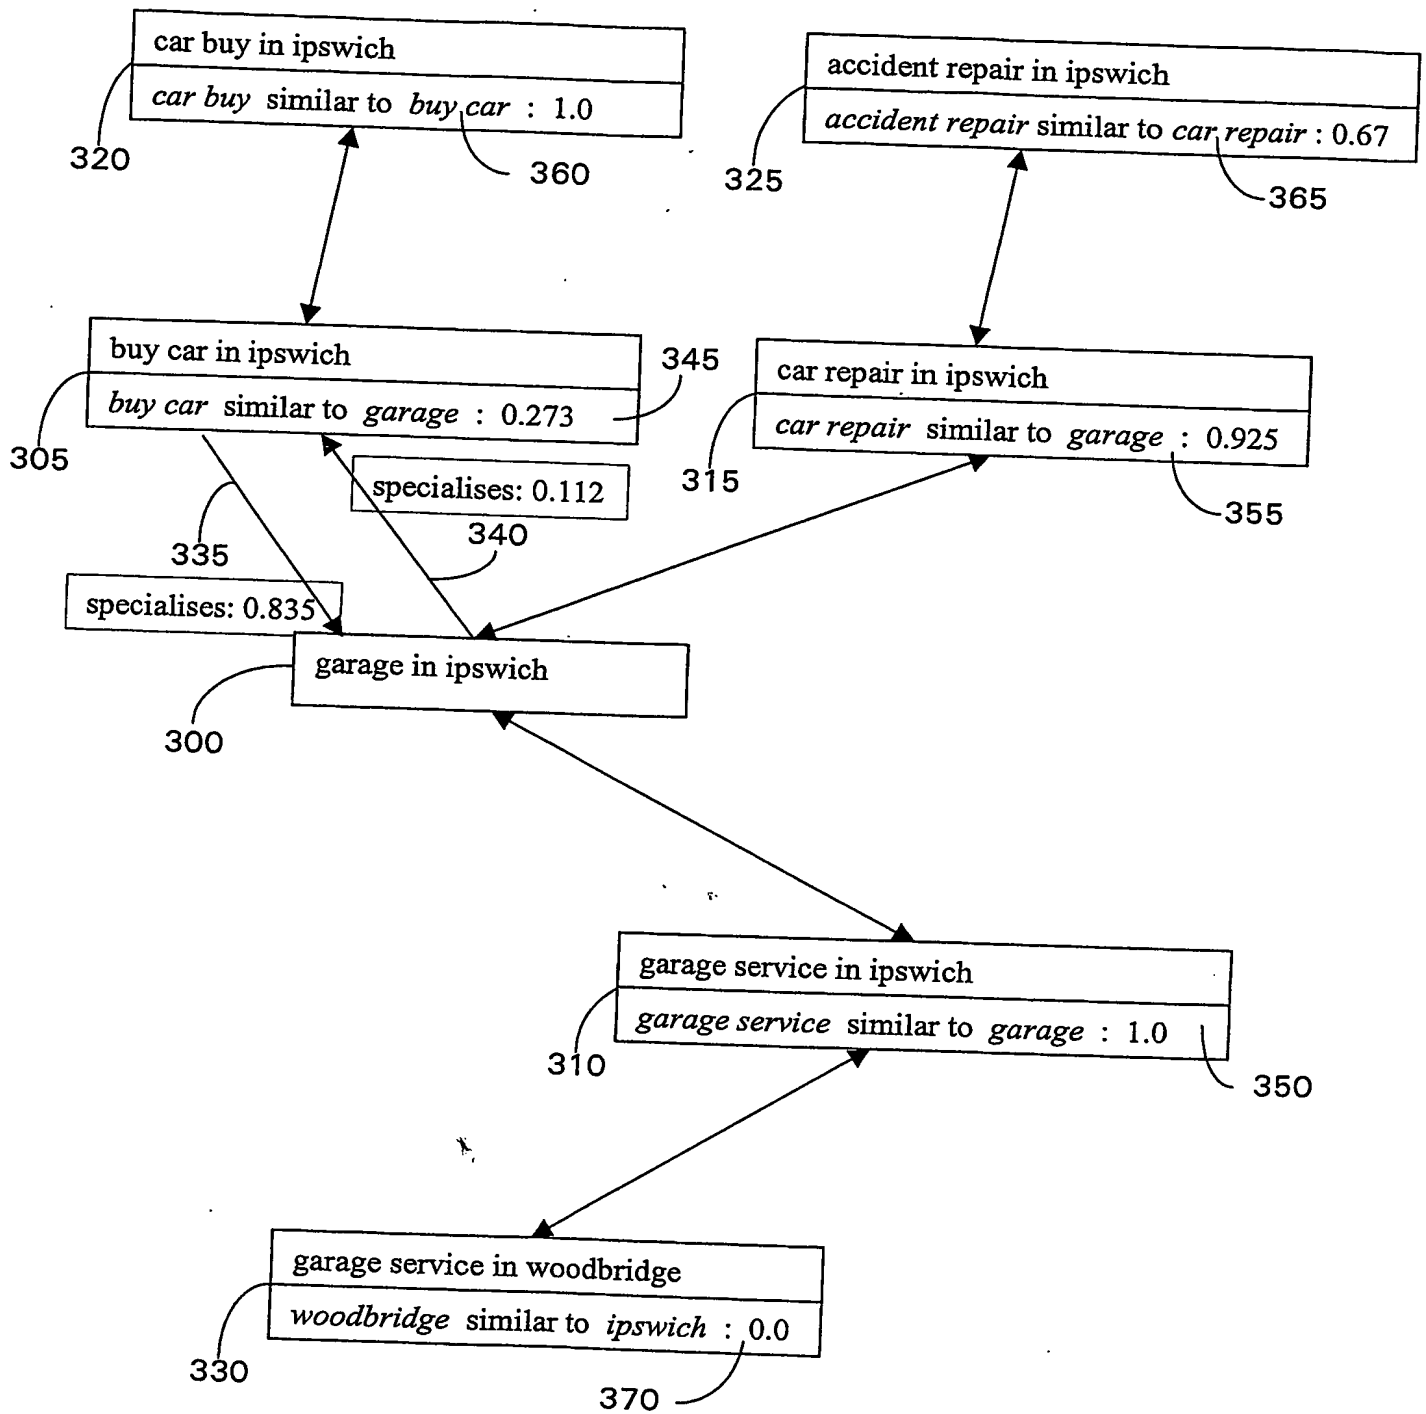 car buy in ipswich
car buy similar to buy car : 1.0
320
360
accident repair in ipswich
accident repair similar to car repair : 0.67
325
365
buy car in ipswich
buy car similar to garage : 0.273
345
305
car repair in ipswich
car repair similar to garage : 0.925
315
355
specialises: 0.112
340
335
specialises: 0.835
garage in ipswich
300
garage service in ipswich
garage service similar to garage : 1.0
310
350
garage service in woodbridge
woodbridge similar to ipswich : 0.0
330
370